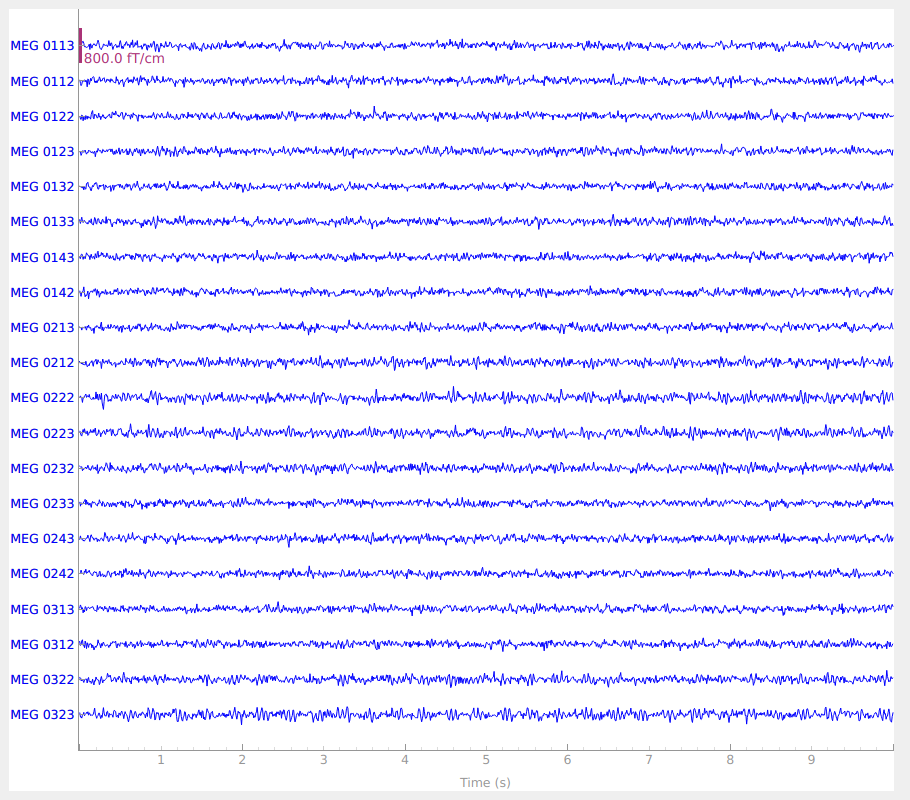 MEG 0113
800.0 fT/cm
MEG 0112
MEG 0122
MEG 0123
MEG 0132
MEG 0133
MEG 0143
MEG 0142
MEG 0213
MEG 0212
MEG 0222
MEG 0223
MEG 0232
MEG 0233
MEG 0243
MEG 0242
MEG 0313
MEG 0312
MEG 0322
MEG 0323
1 2 3 4 5 6 7 8 9
Time (s)